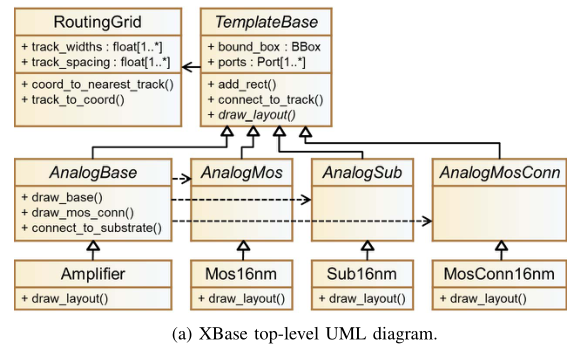 RoutingGrid
+ track_widths : float[1..*]
+ track_spacing : float[1..*]
+ coord_to_nearest_track()
+ track_to_coord()
TemplateBase
+ bound_box : BBox
+ ports : Port[1..*]
+ add_rect()
+ connect_to_track()
+ draw_layout()
AnalogBase
+ draw_base()
+ draw_mos_conn()
+ connect_to_substrate()
AnalogMos
AnalogSub
AnalogMosConn
Amplifier
+ draw_layout()
Mos16nm
+ draw_layout()
Sub16nm
+ draw_layout()
MosConn16nm
+ draw_layout()
(a) XBase top-level UML diagram.